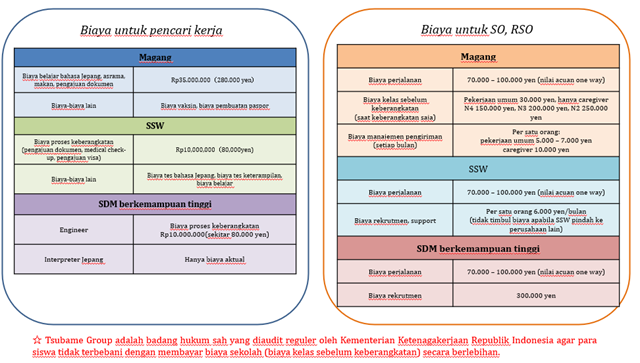 Biaya untuk pencari kerja
Magang
Biaya belajar bahasa Jepang, asrama,
makan, pengajuan dokumen
Rp35.000.000 (280.000 yen)
Biaya-biaya lain
Biaya vaksin, biaya pembuatan paspor
SSW
Biaya proses keberangkatan
(pengajuan dokumen, medical check-
up, pengajuan visa)
Rp10,000,000 (80.000yen)
Biaya-biaya lain
Biaya tes bahasa Jepang, biaya tes keterampilan,
biaya belajar
SDM berkemampuan tinggi
Engineer
Biaya proses keberangkatan
Rp10.000.000(sekitar 80.000 yen)
Interpreter Jepang
Hanya biaya aktual
Biaya untuk SO, RSO
Magang
Biaya perjalanan
70.000 – 100.000 yen (nilai acuan one way)
Biaya kelas sebelum
keberangkatan
(saat keberangkatan saja)
Pekerjaan umum 30.000 yen, hanya caregiver
N4 150.000 yen, N3 200.000 yen, N2 250.000
yen
Biaya manajemen pengiriman
(setiap bulan)
Per satu orang:
pekerjaan umum 5.000 – 7.000 yen
caregiver 10.000 yen
SSW
Biaya perjalanan
70.000 – 100.000 yen (nilai acuan one way)
Biaya rekrutmen, support
Per satu orang 6.000 yen/bulan
(tidak timbul biaya apabila SSW pindah ke
perusahaan lain)
SDM berkemampuan tinggi
Biaya perjalanan
70.000 – 100.000 yen (nilai acuan one way)
Biaya rekrutmen
300.000 yen
☆ Tsubame Group adalah badang hukum sah yang diaudit reguler oleh Kementerian Ketenagakerjaan Republik Indonesia agar para
siswa tidak terbebani dengan membayar biaya sekolah (biaya kelas sebelum keberangkatan) secara berlebihan.